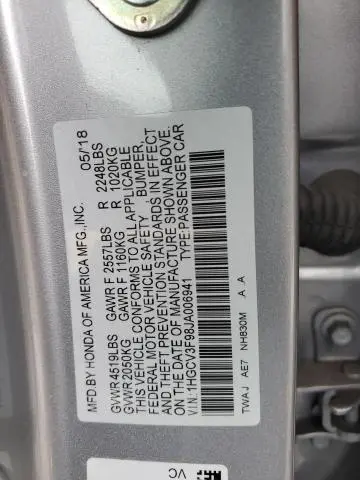 MFD BY HONDA OF AMERICA MFG.,INC. 05/18
GVWR 4519LBS GAWR F 2557LBS R 2248LBS
GVWR 2050KG GAWR F 1160KG R 1020KG
THIS VEHICLE CONFORMS TO ALL APPLICABLE
FEDERAL MOTOR VEHICLE SAFETY , BUMPER,
AND THEFT PREVENTION STANDARDS IN EFFECT
ON THE DATE OF MANUFACTURE SHOWN ABOVE.
VIN:1HGCV3F98JA006941 TYPE:PASSENGER CAR
TWAJ AE7 NH830M A A
VC